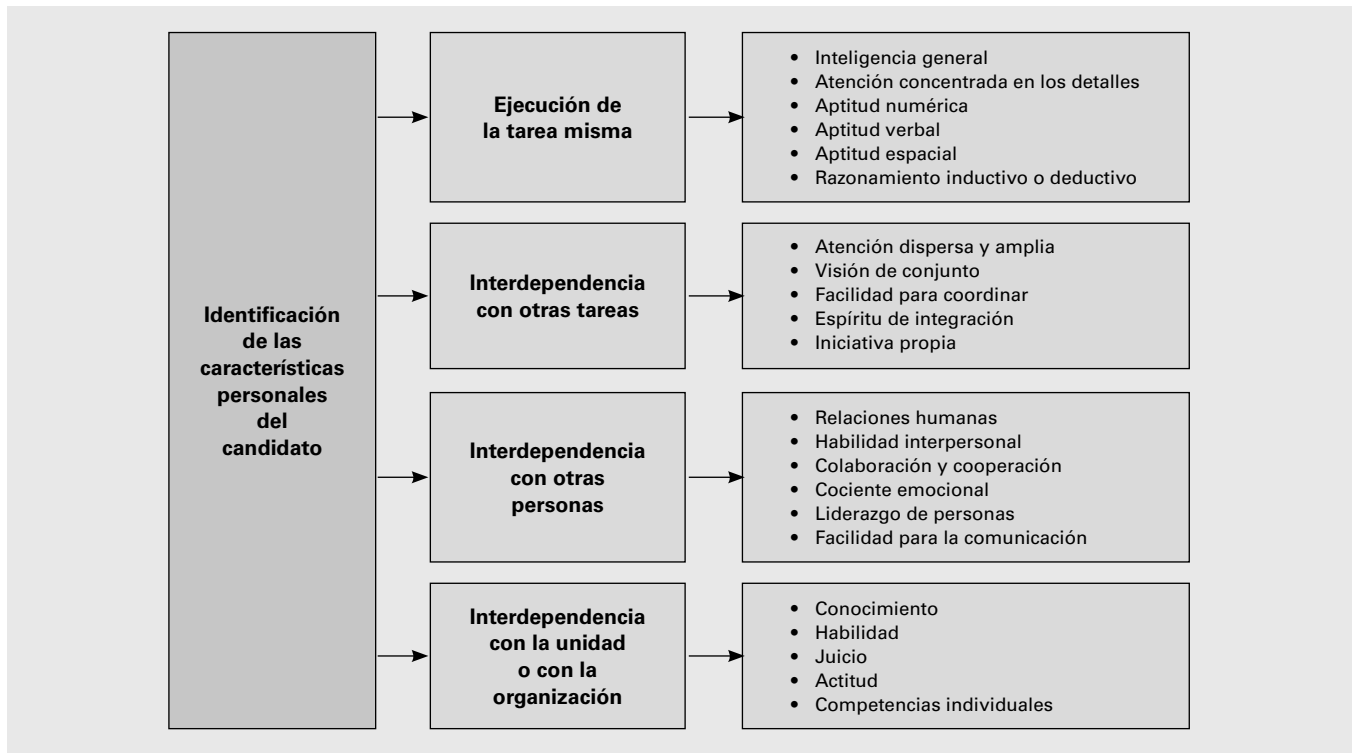 Identificación
de las
características
personales
del
candidato
Ejecución de
la tarea misma
• Inteligencia general
• Atención concentrada en los detalles
• Aptitud numérica
• Aptitud verbal
• Aptitud espacial
• Razonamiento inductivo o deductivo
Interdependencia
con otras tareas
• Atención dispersa y amplia
• Visión de conjunto
• Facilidad para coordinar
• Espíritu de integración
• Iniciativa propia
Interdependencia
con otras
personas
• Relaciones humanas
• Habilidad interpersonal
• Colaboración y cooperación
• Cociente emocional
• Liderazgo de personas
• Facilidad para la comunicación
Interdependencia
con la unidad
o con la
organización
• Conocimiento
• Habilidad
• Juicio
• Actitud
• Competencias individuales